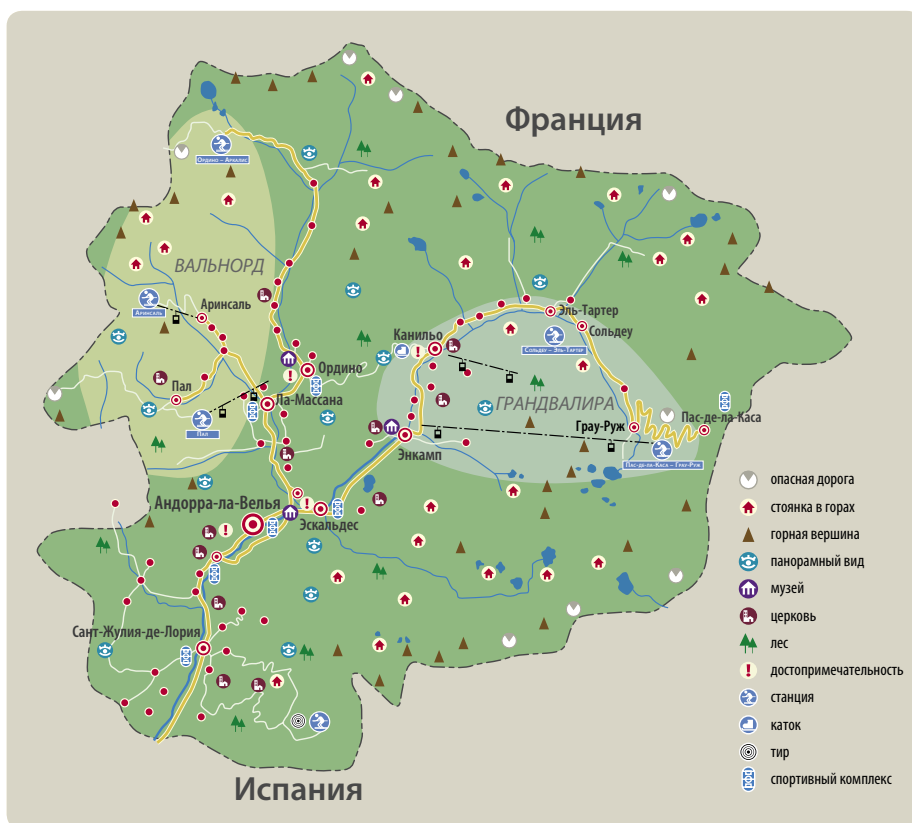 Франция
Ордино – Аркалис
ВАЛЬНОРД
Аринсаль
Аринсаль
Эль-Тартер
Сольдеу
Канильо
Сольдеу – Эль-Тартер
Ордино
Пал
Ла-Массана
ГРАНДВАЛИРА
Пас-де-ла-Каса
Грау-Руж
Пал
Энкамп
Пас-де-ла-Каса – Грау-Руж
Андорра-ла-Велья
Эскальдес
Сант-Жулия-де-Лория
Испания
опасная дорога
стоянка в горах
горная вершина
панорамный вид
музей
церковь
лес
достопримечательность
станция
каток
тир
спортивный комплекс